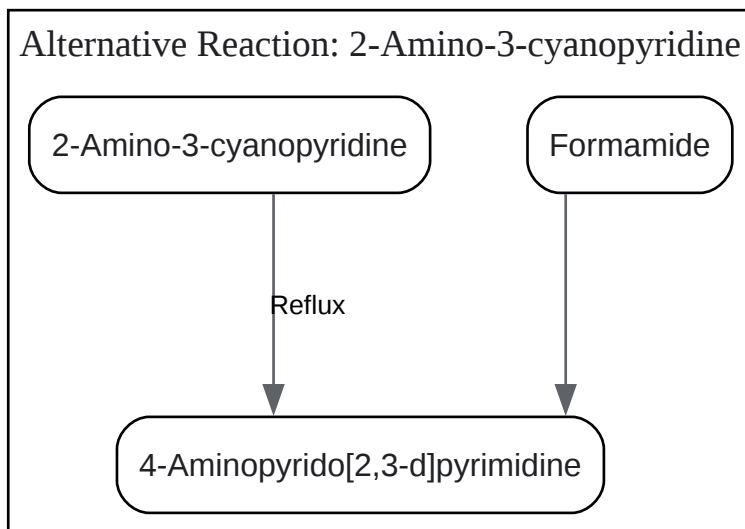 Alternative Reaction: 2-Amino-3-cyanopyridine
2-Amino-3-cyanopyridine
Formamide
Reflux
4-Aminopyrido[2,3-d]pyrimidine